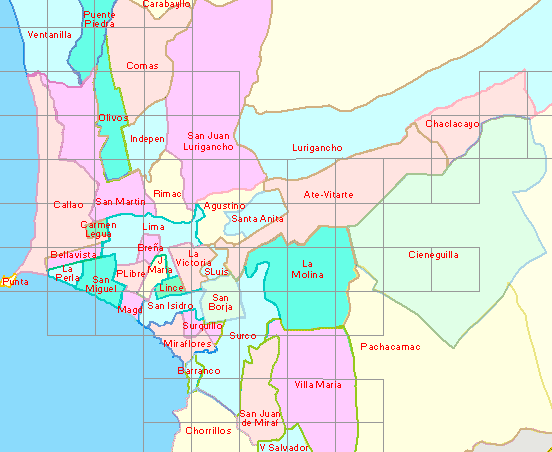 Carabayllo
Puente
Piedra
Ventanilla
Comas
Olivos
Indepen
San Juan
Lurigancho
Chaclacayo
Lurigancho
Rimac
Ate-Vitarte
San Martin
Callao
Agustino
Santa Anita
Carmen
Legua
Lima
Breña
Bellavista
La
Victoria
Cieneguilla
La
Perla
PLibre
Maria
SLuis
La
Molina
Punta
San
Miguel
Lince
Magd
San Isidro
San
Borja
Surquillo
Surco
Miraflores
Pachacamac
Barranco
Villa Maria
San Juan
de Miraf
Chorrillos
V Salvador